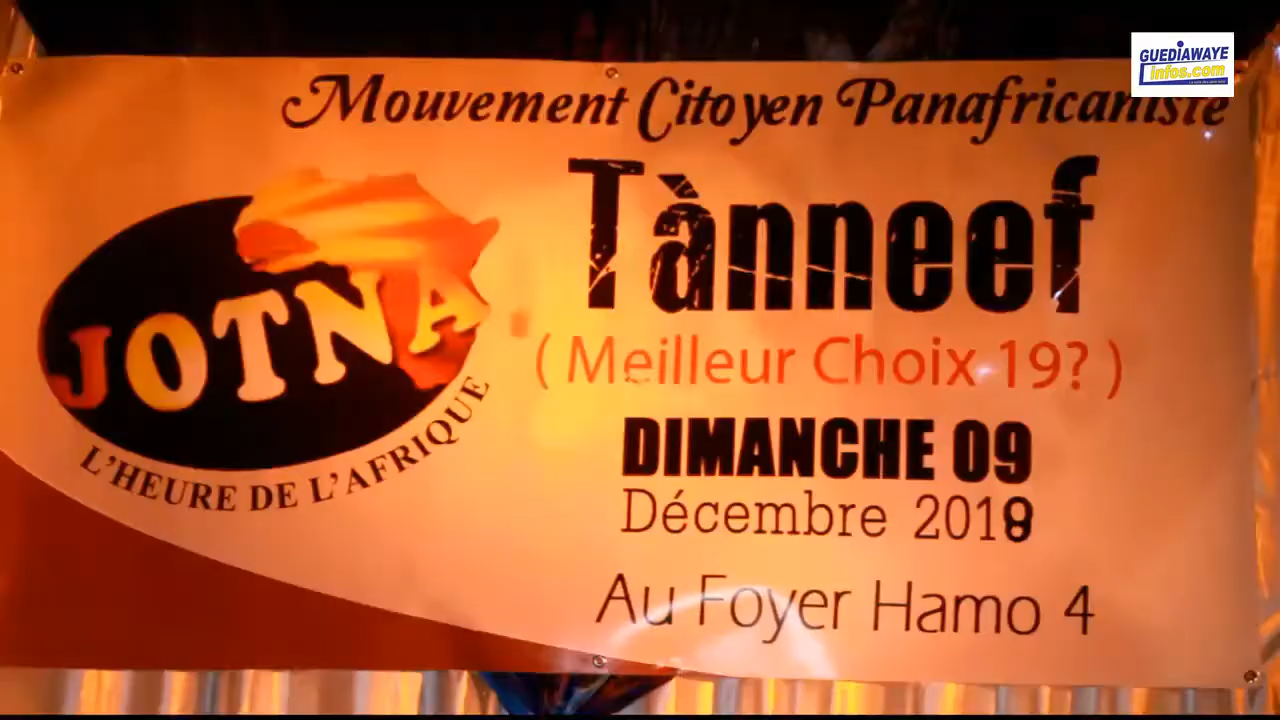 GUEDIAWAYE
infos.com
Mouvement Citoyen Panafricaniste
Tànneef
JOTNA
( Meilleur Choix 19? )
L'HEURE DE L'AFRIQUE
DIMANCHE 09
Décembre 2018
Au Foyer Hamo 4